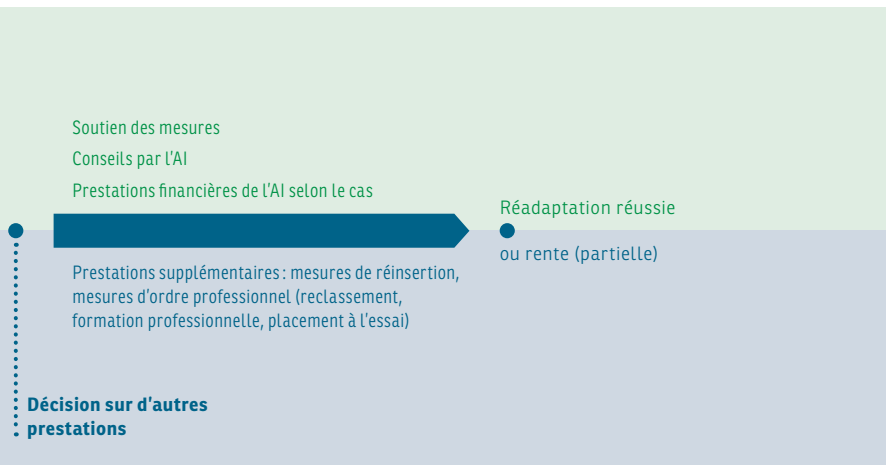 Soutien des mesures
Conseils par l'AI
Prestations financières de l'AI selon le cas
Réadaptation réussie
ou rente (partielle)
Prestations supplémentaires : mesures de réinsertion,
mesures d'ordre professionnel (reclassement,
formation professionnelle, placement à l'essai)
Décision sur d'autres
prestations